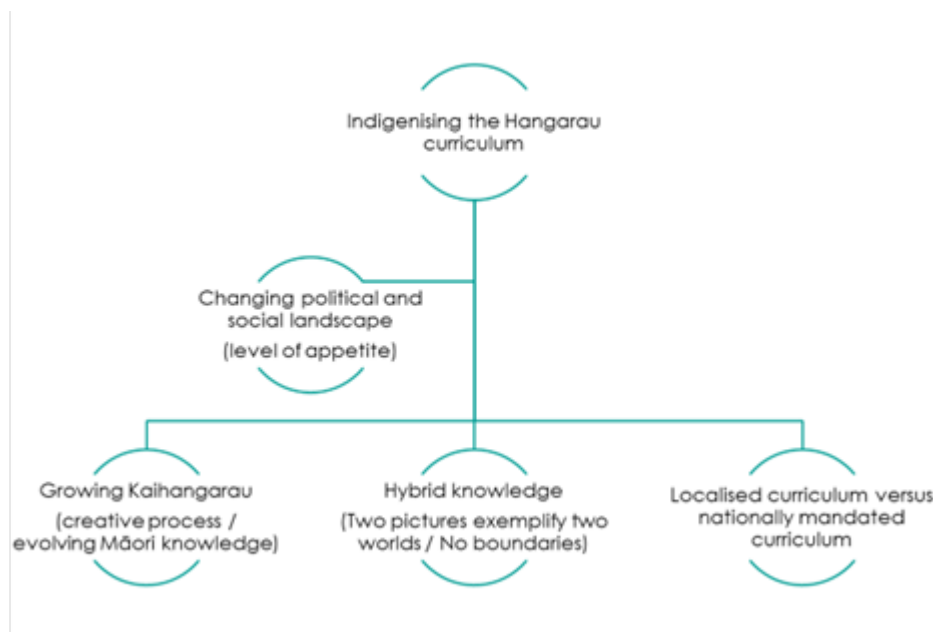 Indigenising the Hangarau
curriculum
Changing political and
social landscape
(level of appetite)
Growing Kaihangarau
(creative process /
evolving Māori knowledge)
Hybrid knowledge
(Two pictures exemplify two
worlds / No boundaries)
Localised curriculum versus
nationally mandated
curriculum